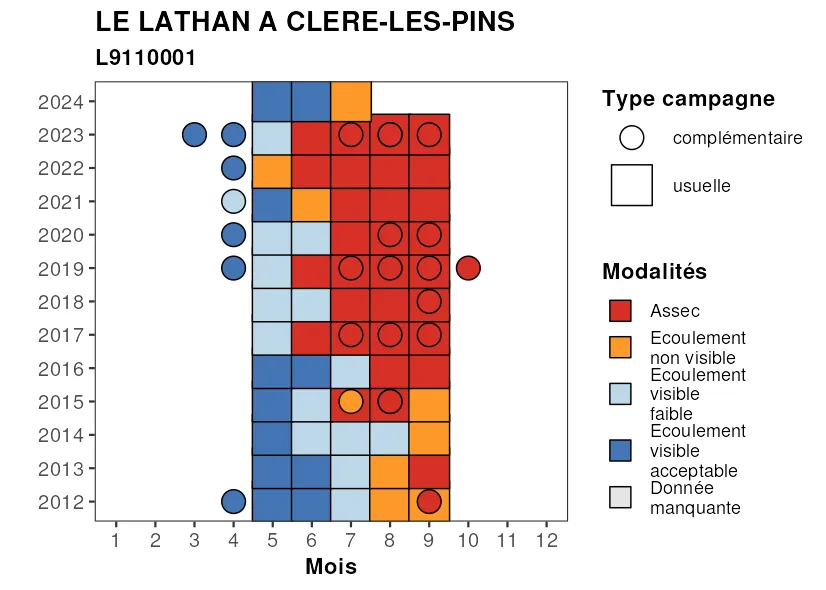 LE LATHAN A CLERE-LES-PINS
L9110001
2024
2023
2022
2021
2020
2019
2018
2017
2016
2015
2014
2013
2012
1 2 3 4 5 6 7 8 9 10 11 12
Mois
Type campagne
complémentaire
usuelle
Modalités
Assec
Ecoulement
non visible
Ecoulement
visible
faible
Ecoulement
visible
acceptable
Donnée
manquante